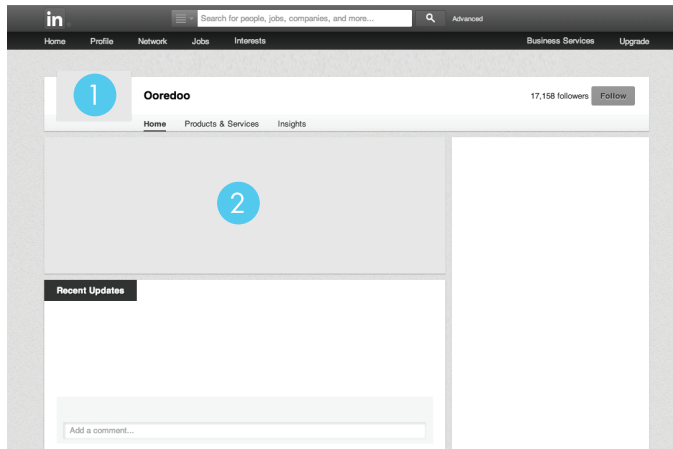 in
Search for people, jobs, companies, and more...
Advanced
Home Profile Network Jobs Interests Business Services Upgrade
1
Ooredoo
17,158 followers Follow
Home Products & Services Insights
2
Recent Updates
Add a comment...